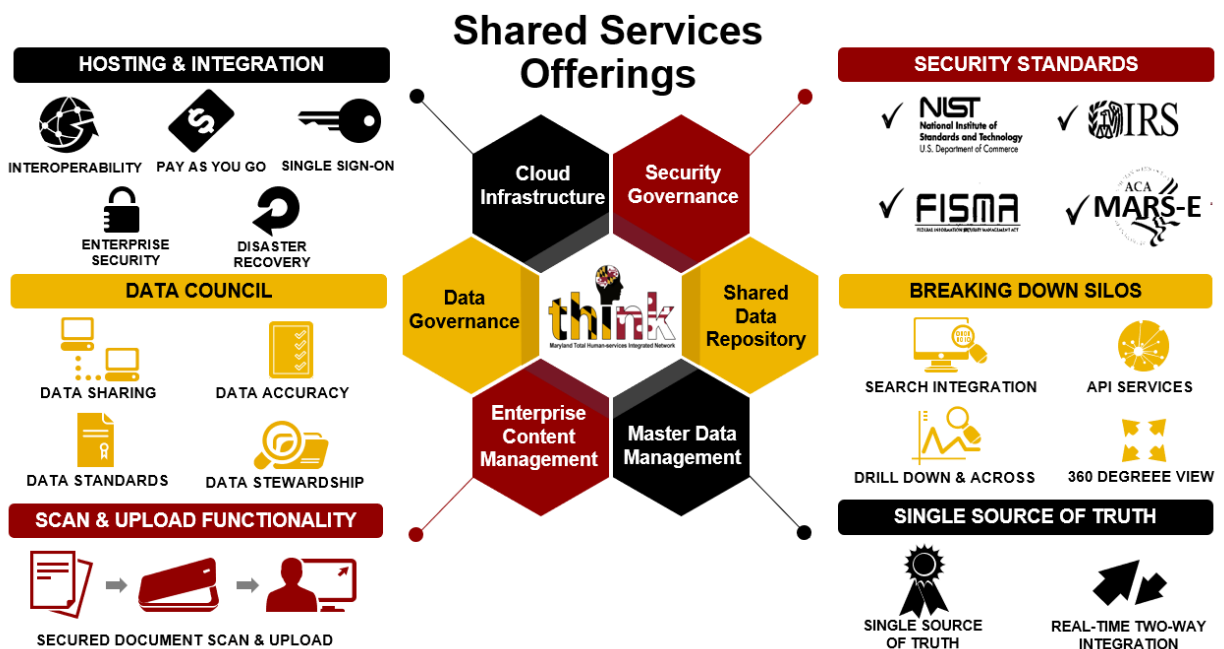 Shared Services
Offerings
HOSTING & INTEGRATION
INTEROPERABILITY
PAY AS YOU GO
SINGLE SIGN-ON
ENTERPRISE
SECURITY
DISASTER
RECOVERY
DATA COUNCIL
DATA SHARING
DATA ACCURACY
DATA STANDARDS
DATA STEWARDSHIP
SCAN & UPLOAD FUNCTIONALITY
SECURED DOCUMENT SCAN & UPLOAD
Cloud
Infrastructure
Security
Governance
Data
Governance
think
Maryland Total Human-services Integrated Network
Shared
Data
Repository
Enterprise
Content
Management
Master Data
Management
SECURITY STANDARDS
NIST
National Institute of
Standards and Technology
U.S. Department of Commerce
IRS
FISMA
FEDERAL INFORMATION SECURITY MANAGEMENT ACT
ACA
MARS-E
BREAKING DOWN SILOS
SEARCH INTEGRATION
API SERVICES
DRILL DOWN & ACROSS
360 DEGREEE VIEW
SINGLE SOURCE OF TRUTH
SINGLE SOURCE
OF TRUTH
REAL-TIME TWO-WAY
INTEGRATION